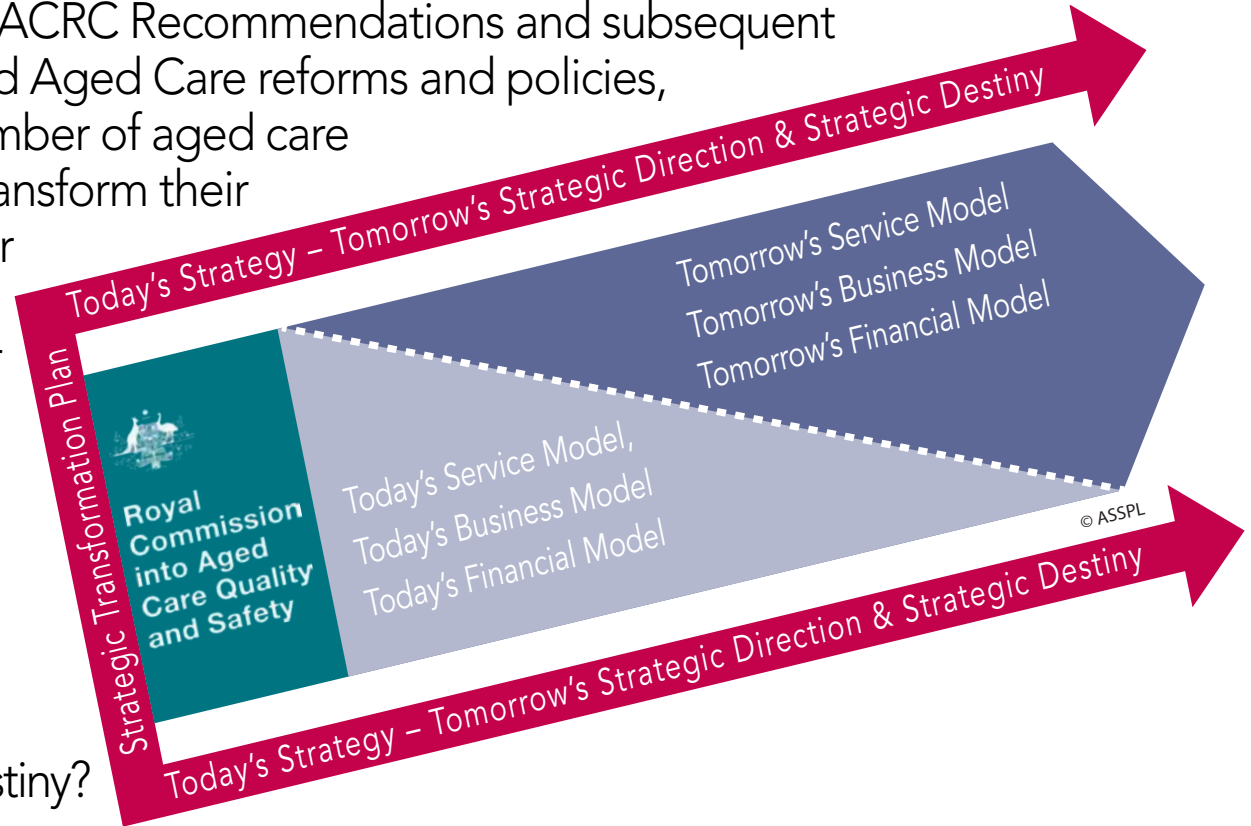 ACRC Recommendations and subsequent
d Aged Care reforms and policies,
mber of aged care
ansform their
r
Today's Strategy – Tomorrow's Strategic Direction & Strategic Destiny
Strategic Transformation Plan
Royal
Commission
into Aged
Care Quality
and Safety
Tomorrow's Service Model
Tomorrow's Business Model
Tomorrow's Financial Model
Today's Service Model,
Today's Business Model
Today's Financial Model
© ASSPL
Today's Strategy – Tomorrow's Strategic Direction & Strategic Destiny
stiny?